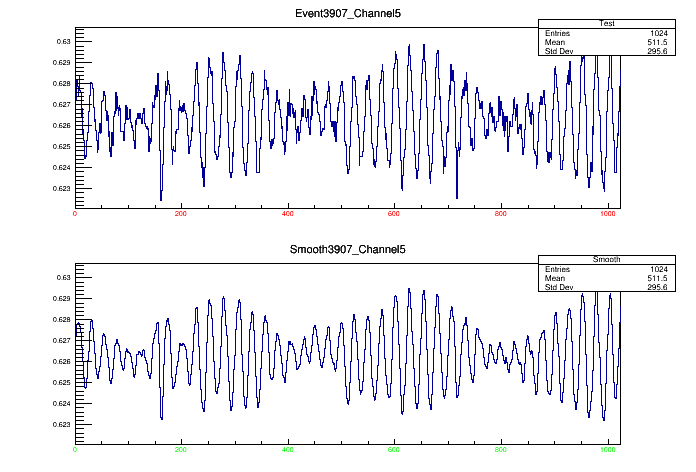 Event3907_Channel5
Test
Entries 1024
Mean 511.5
Std Dev 295.6
0.63
0.629
0.628
0.627
0.626
0.625
0.624
0.623
0 200 400 600 800 1000
Smooth3907_Channel5
Smooth
Entries 1024
Mean 511.5
Std Dev 295.6
0.63
0.629
0.628
0.627
0.626
0.625
0.624
0.623
0 200 400 600 800 1000